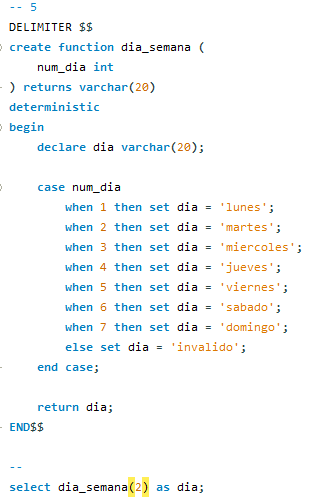 -- 5
DELIMITER $$
create function dia_semana (
    num_dia int
) returns varchar(20)
deterministic
begin
    declare dia varchar(20);

    case num_dia
        when 1 then set dia = 'lunes';
        when 2 then set dia = 'martes';
        when 3 then set dia = 'miercoles';
        when 4 then set dia = 'jueves';
        when 5 then set dia = 'viernes';
        when 6 then set dia = 'sabado';
        when 7 then set dia = 'domingo';
        else set dia = 'invalido';
    end case;

    return dia;
END$$

--
select dia_semana(2) as dia;